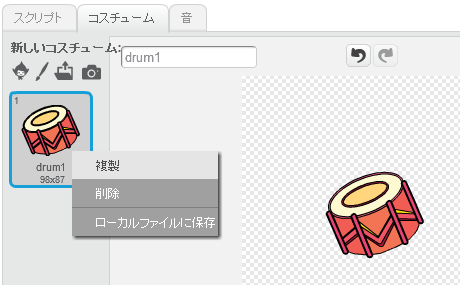 スクリプト コスチューム 音
新しいコスチューム: drum1
1
drum1
98x87
複製
削除
ローカルファイルに保存